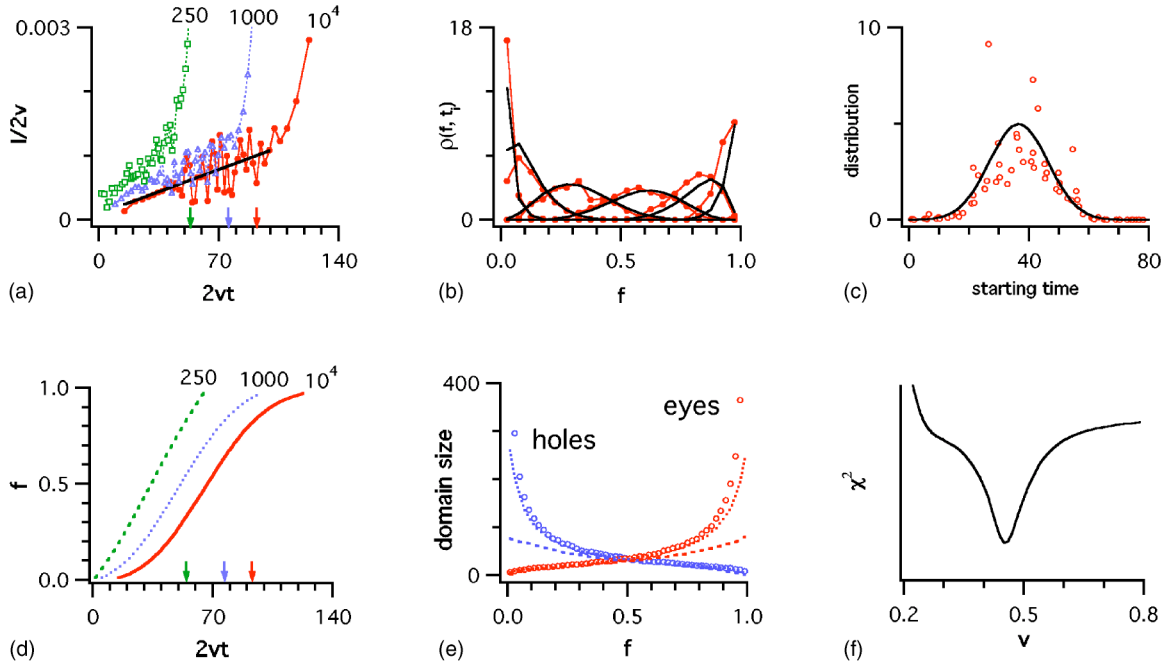 250 1000 10⁴
0.003
I/2v
0
0 70 140
2vt
(a)
18
ρ(f, tᵢ)
0
0.0 0.5 1.0
f
(b)
10
distribution
0
0 40 80
starting time
(c)
250 1000 10⁴
1.0
f
0.5
0.0
0 70 140
2vt
(d)
400
eyes
holes
domain size
0
0.0 0.5 1.0
f
(e)
χ²
0.2 0.5 0.8
v
(f)